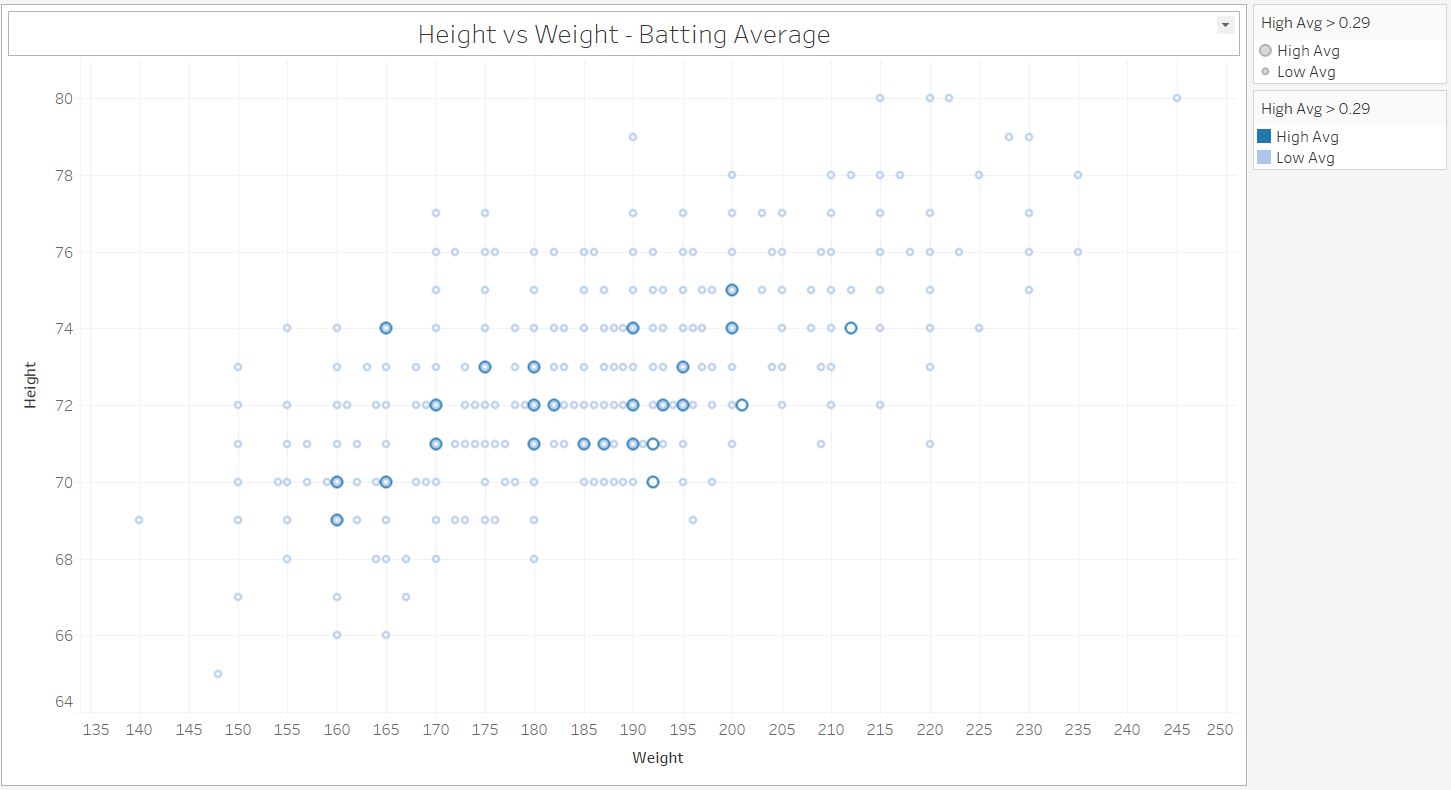 Height vs Weight - Batting Average
High Avg > 0.29
High Avg
Low Avg
High Avg > 0.29
High Avg
Low Avg
80
78
76
74
72
70
68
66
64
Height
135 140 145 150 155 160 165 170 175 180 185 190 195 200 205 210 215 220 225 230 235 240 245 250
Weight